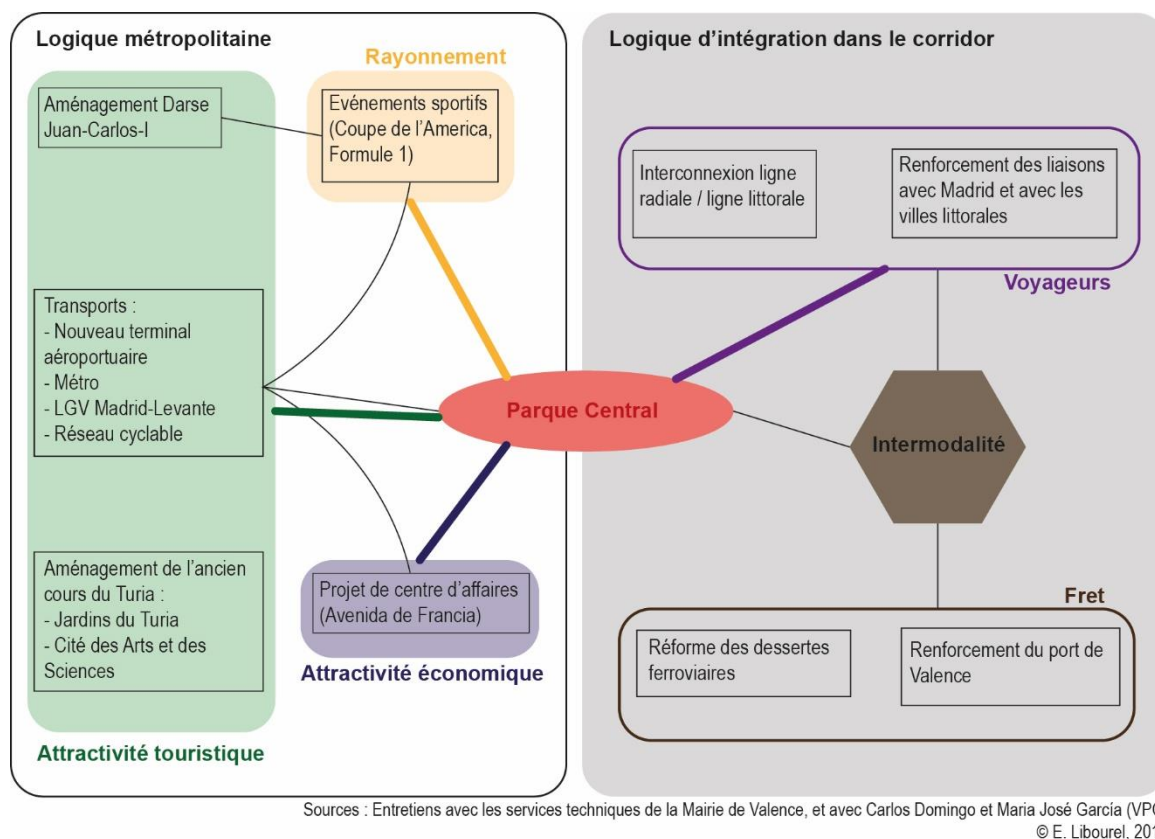 Logique métropolitaine
Rayonnement
Aménagement Darse
Juan-Carlos-I
Evénements sportifs
(Coupe de l’America,
Formule 1)
Transports :
- Nouveau terminal
aéroportuaire
- Métro
- LGV Madrid-Levante
- Réseau cyclable
Aménagement de l’ancien
cours du Turia :
- Jardins du Turia
- Cité des Arts et des
Sciences
Attractivité touristique
Projet de centre d’affaires
(Avenida de Francia)
Attractivité économique
Parque Central
Logique d’intégration dans le corridor
Interconnexion ligne
radiale / ligne littorale
Renforcement des liaisons
avec Madrid et avec les
villes littorales
Voyageurs
Intermodalité
Fret
Réforme des dessertes
ferroviaires
Renforcement du port de
Valence
Sources : Entretiens avec les services techniques de la Mairie de Valence, et avec Carlos Domingo et Maria José García
© E. Libourel,